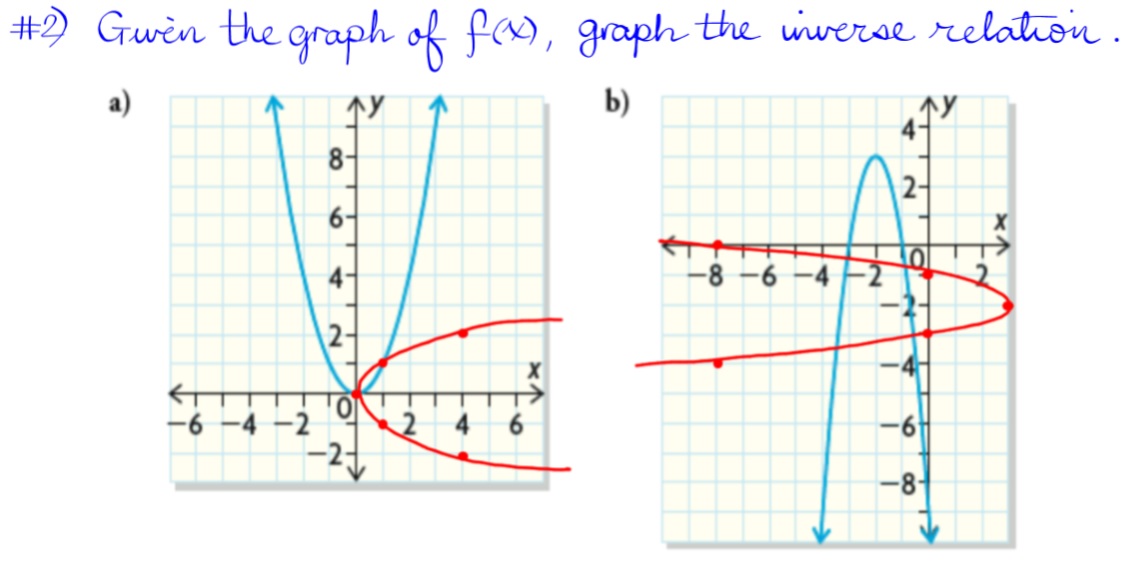 #2) Given the graph of f(x), graph the inverse relation.
a)
y
8
6
4
2
x
-6 -4 -2 0 2 4 6
-2
b)
y
4
2
x
-8 -6 -4 -2 0 2
-2
-4
-6
-8